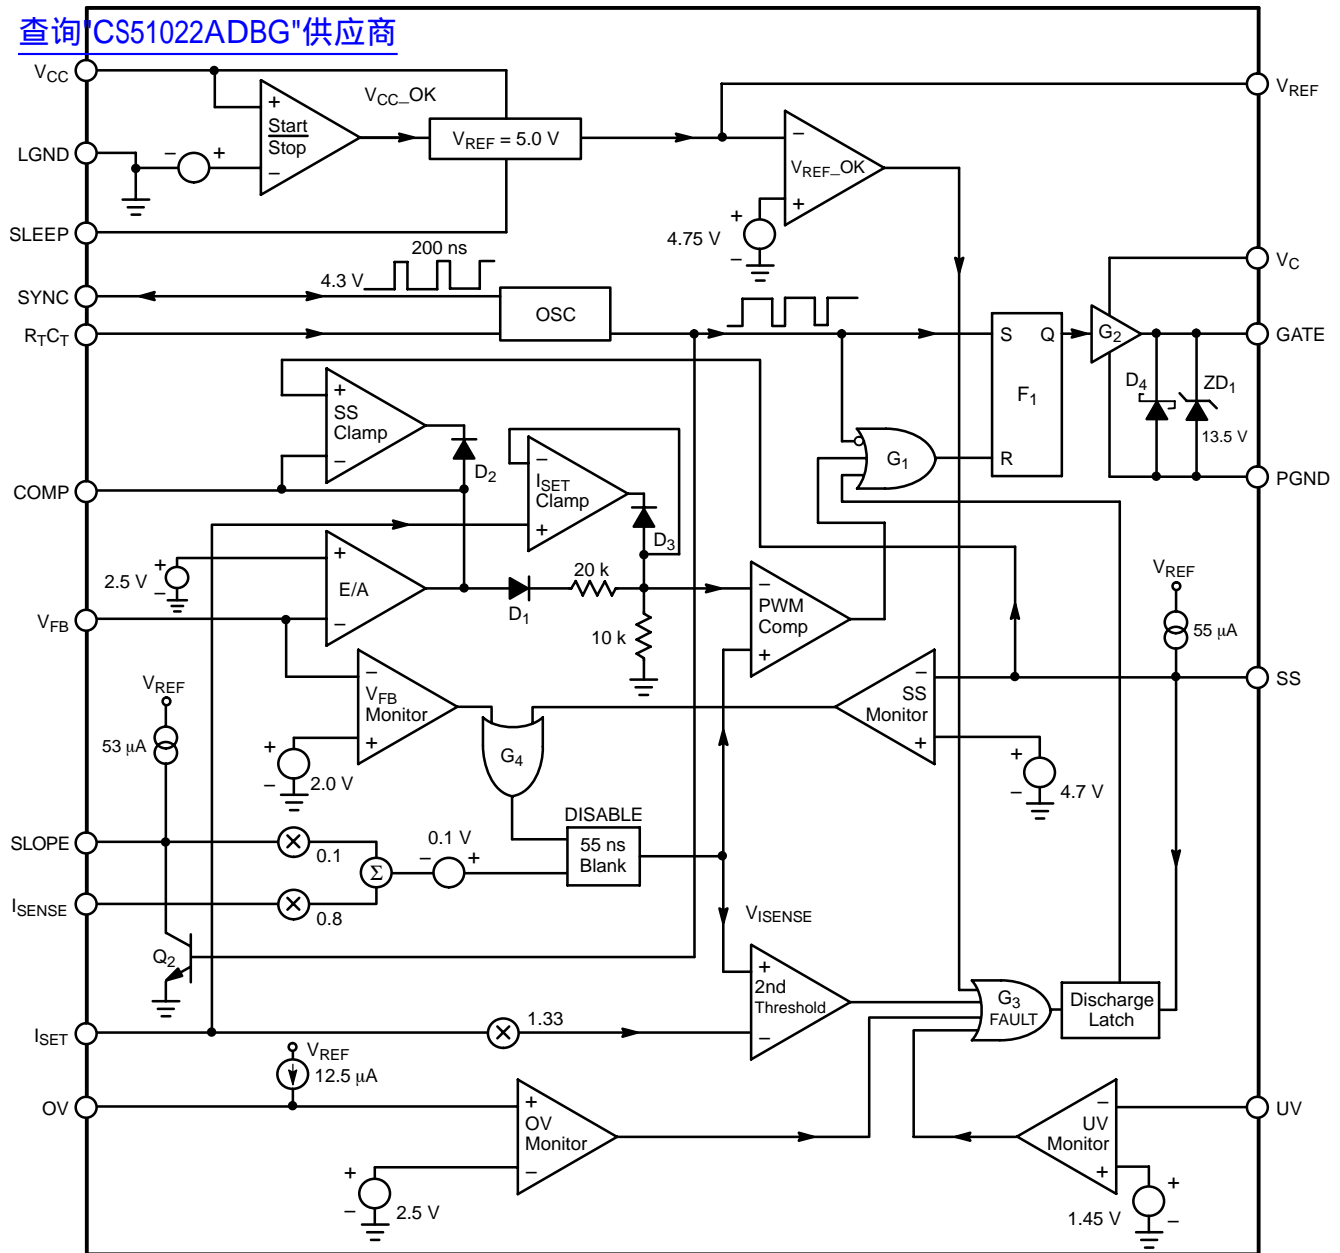 查询"CS51022ADBG"供应商
VCC
VCC_OK
VREF
+
Start
Stop
−
VREF = 5.0 V
−
VREF_OK
+
LGND
− +
+
4.75 V
−
SLEEP
200 ns
4.3 V
VC
SYNC
OSC
RTCT
S Q
F1
R
G2
GATE
D4
ZD1
13.5 V
+
SS
Clamp
−
D2
−
ISET
Clamp
+
D3
G1
COMP
PGND
+
2.5 V
−
+
E/A
−
D1
20 k
10 k
−
PWM
Comp
+
VREF
55 µA
VFB
SS
VREF
53 µA
−
VFB
Monitor
+
+
2.0 V
−
G4
−
SS
Monitor
+
+
4.7 V
−
DISABLE
55 ns
Blank
SLOPE
0.1
Σ
0.1 V
− +
ISENSE
0.8
VISENSE
Q2
+
2nd
Threshold
−
G3
FAULT
Discharge
Latch
ISET
1.33
VREF
12.5 µA
OV
+
OV
Monitor
−
+
2.5 V
−
UV
−
UV
Monitor
+
+
1.45 V
−